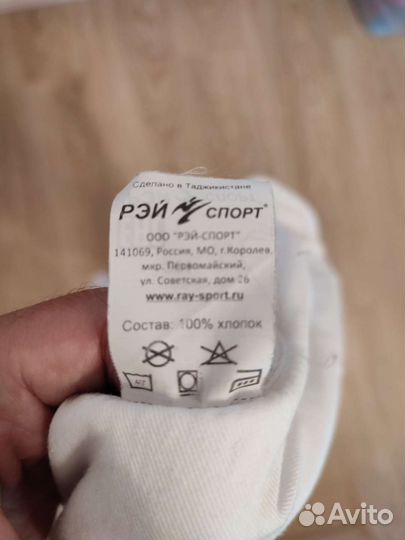 Сделано в Таджикистане
РЭЙ СПОРТ®
ООО "РЭЙ-СПОРТ"
141069, Россия, МО, г.Королев,
мкр. Первомайский,
ул. Советская, дом 26
www.ray-sport.ru
Состав: 100% хлопок
Avito